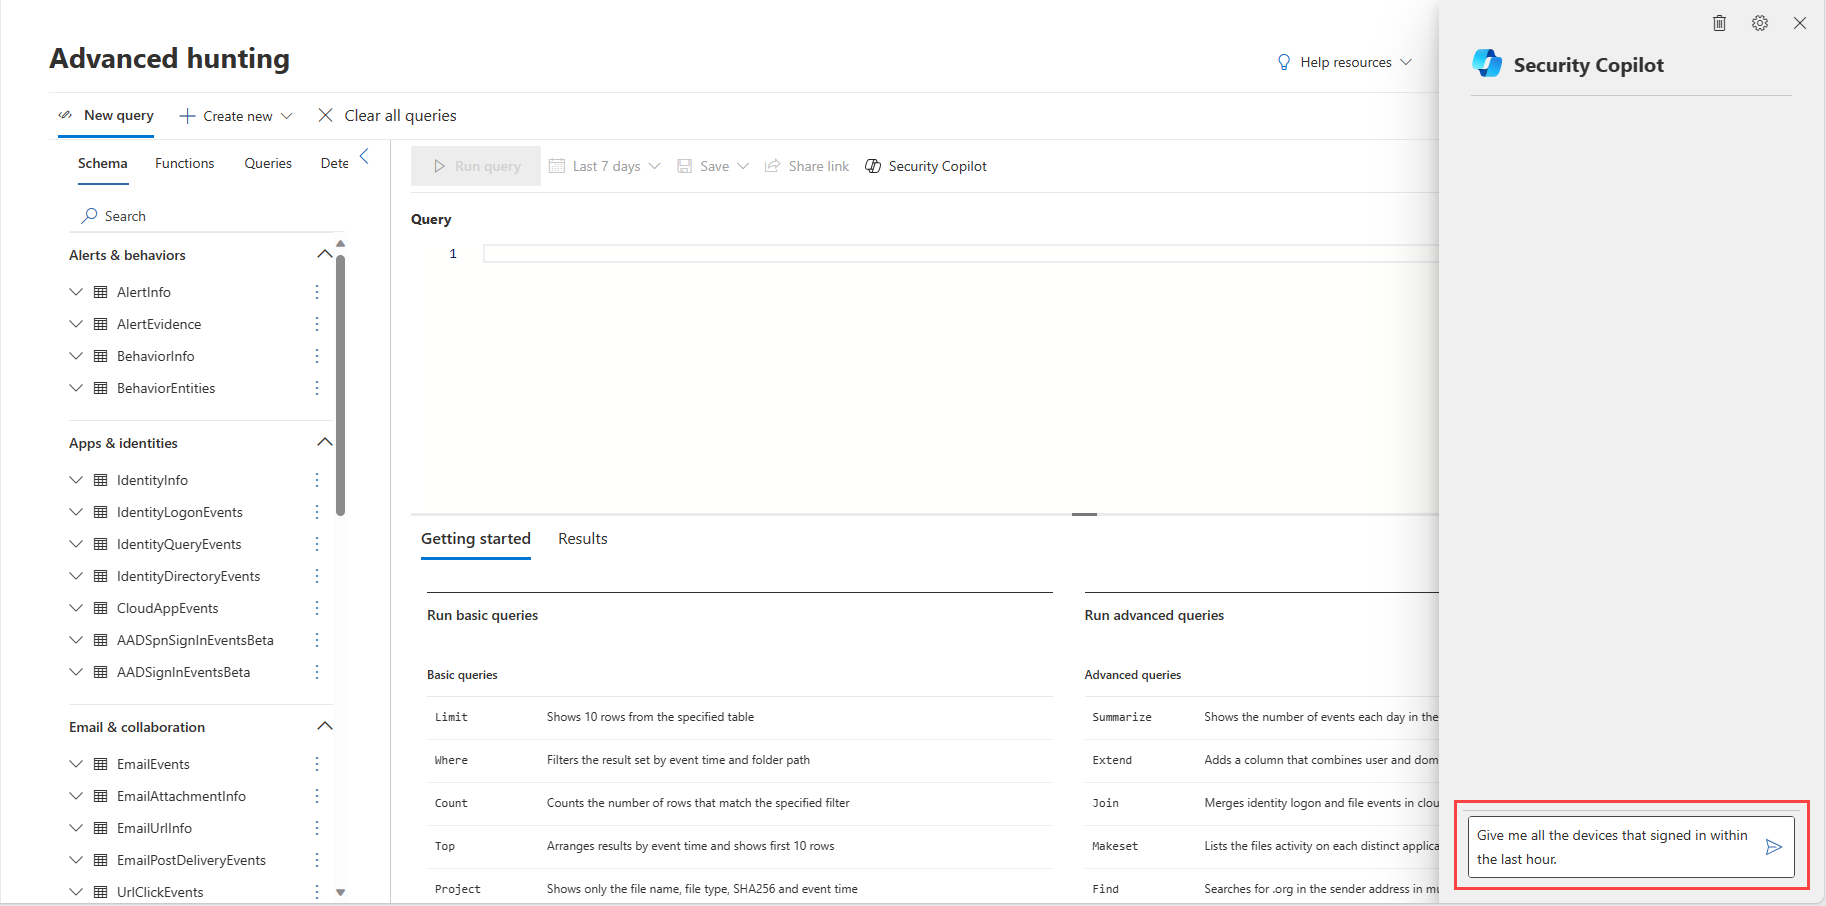 Advanced hunting
Help resources
New query
Create new
Clear all queries
Schema
Functions
Queries
Dete
Search
Alerts & behaviors
AlertInfo
AlertEvidence
BehaviorInfo
BehaviorEntities
Apps & identities
IdentityInfo
IdentityLogonEvents
IdentityQueryEvents
IdentityDirectoryEvents
CloudAppEvents
AADSpnSignInEventsBeta
AADSignInEventsBeta
Email & collaboration
EmailEvents
EmailAttachmentInfo
EmailUrlInfo
EmailPostDeliveryEvents
UrlClickEvents
Run query
Last 7 days
Save
Share link
Security Copilot
Query
1
Getting started
Results
Run basic queries
Basic queries
Limit Shows 10 rows from the specified table
Where Filters the result set by event time and folder path
Count Counts the number of rows that match the specified filter
Top Arranges results by event time and shows first 10 rows
Project Shows only the file name, file type, SHA256 and event time
Run advanced queries
Advanced queries
Summarize Shows the number of events each day in the
Extend Adds a column that combines user and dom
Join Merges identity logon and file events in clou
Makeset Lists the files activity on each distinct applica
Find Searches for .org in the sender address in mu
Security Copilot
Give me all the devices that signed in within
the last hour.